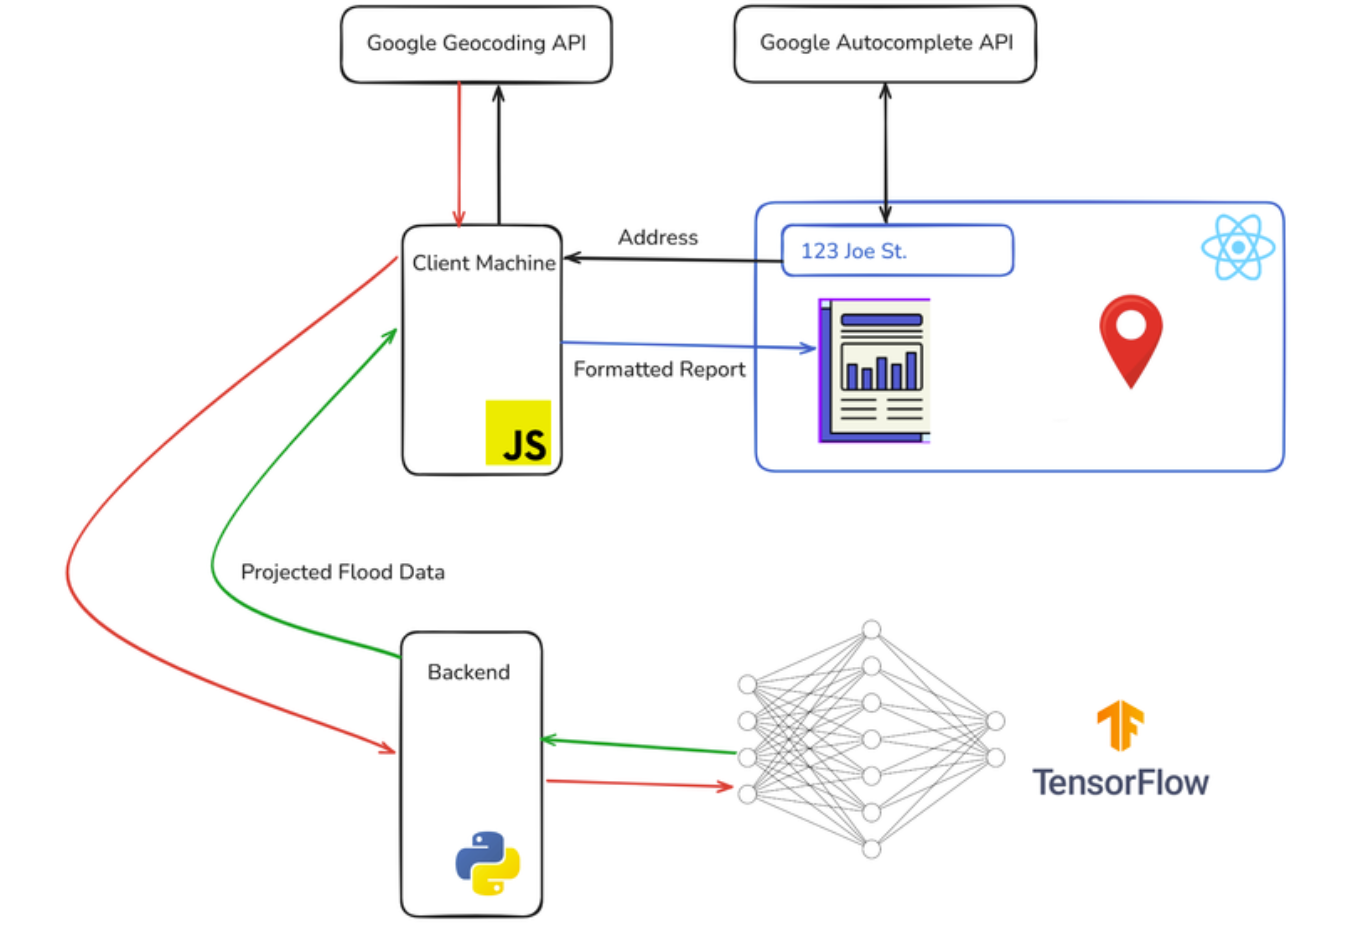 Google Geocoding API
Google Autocomplete API
Address
123 Joe St.
Client Machine
Formatted Report
JS
Projected Flood Data
Backend
TensorFlow